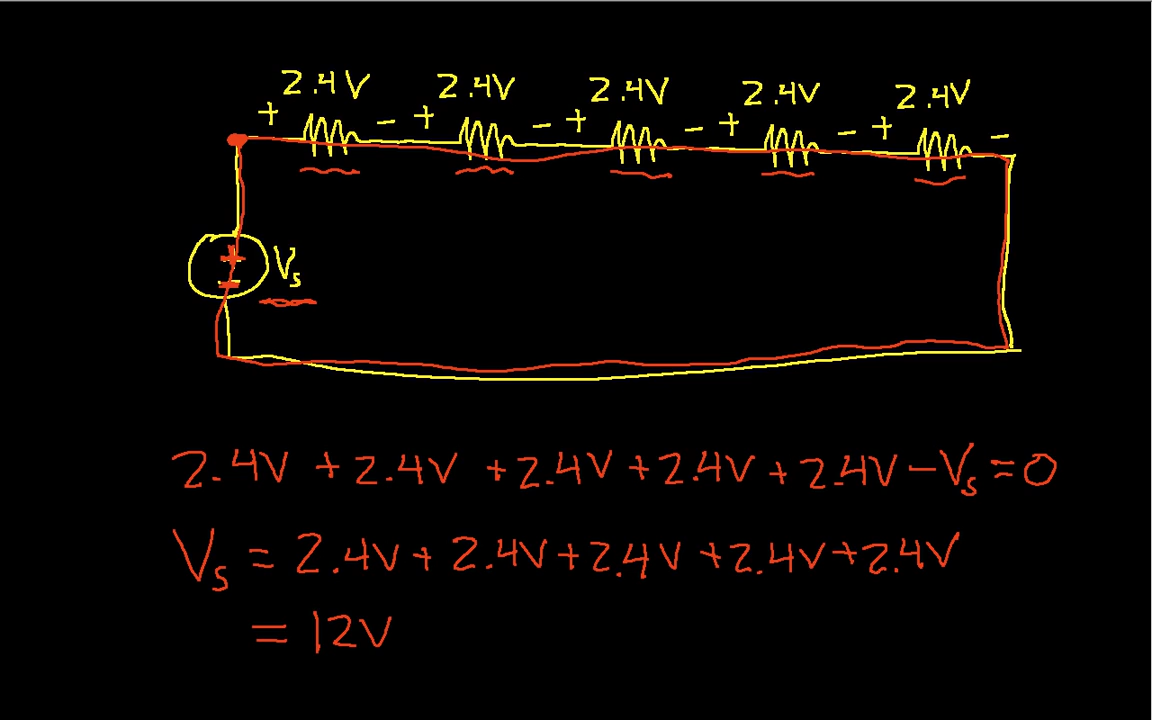 2.4V 2.4V 2.4V 2.4V 2.4V
+ - + - + - + - + -
+
Vs
-
2.4V + 2.4V + 2.4V + 2.4V + 2.4V - Vs = 0
Vs = 2.4V + 2.4V + 2.4V + 2.4V + 2.4V
= 12V